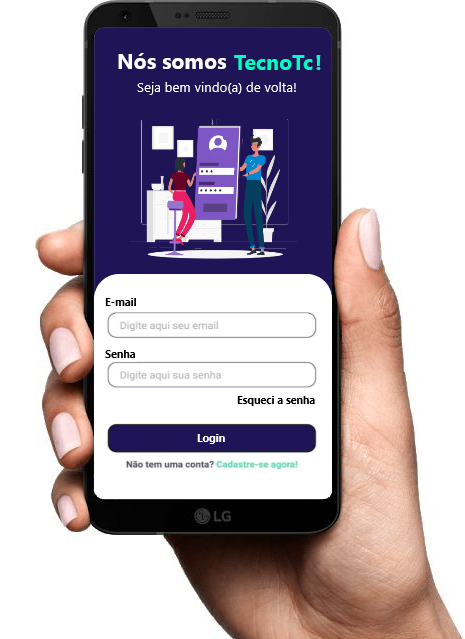 Nós somos TecnoTc!
Seja bem vindo(a) de volta!
E-mail
Digite aqui seu email
Senha
Digite aqui sua senha
Esqueci a senha
Login
Não tem uma conta? Cadastre-se agora!
LG